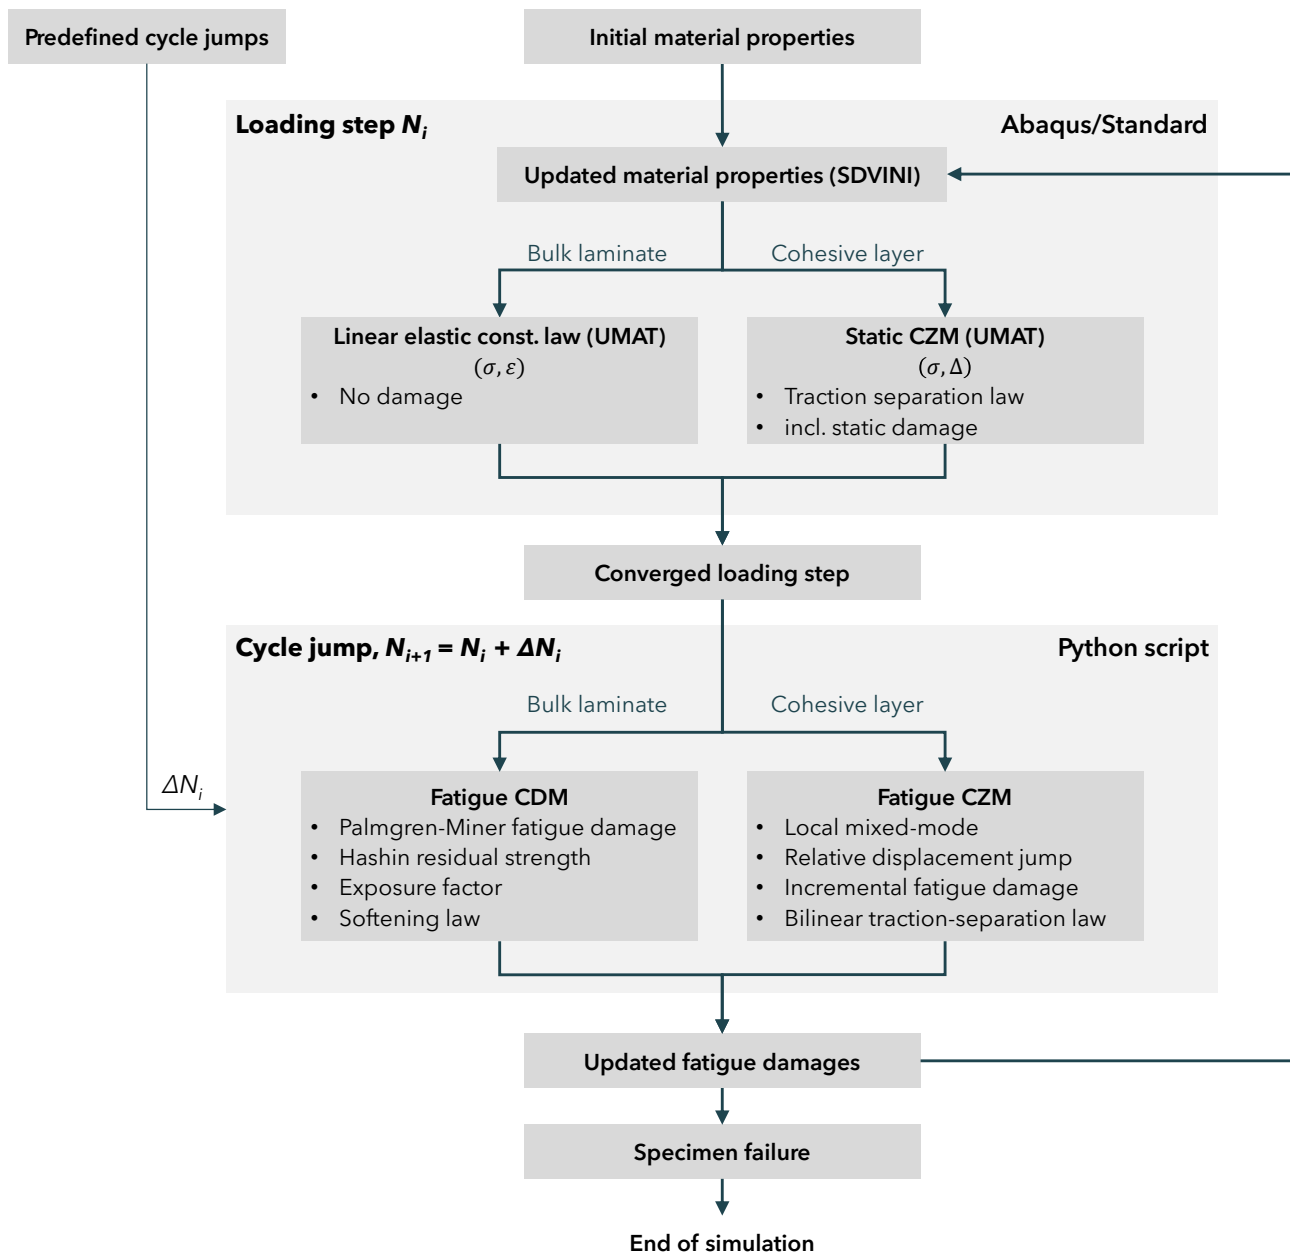 Predefined cycle jumps
Initial material properties
Loading step N_i
Abaqus/Standard
Updated material properties (SDVINI)
Bulk laminate
Cohesive layer
Linear elastic const. law (UMAT)
(σ, ε)
• No damage
Static CZM (UMAT)
(σ, Δ)
• Traction separation law
• incl. static damage
Converged loading step
Cycle jump, N_{i+1} = N_i + ΔN_i
Python script
Bulk laminate
Cohesive layer
ΔN_i
Fatigue CDM
• Palmgren-Miner fatigue damage
• Hashin residual strength
• Exposure factor
• Softening law
Fatigue CZM
• Local mixed-mode
• Relative displacement jump
• Incremental fatigue damage
• Bilinear traction-separation law
Updated fatigue damages
Specimen failure
End of simulation